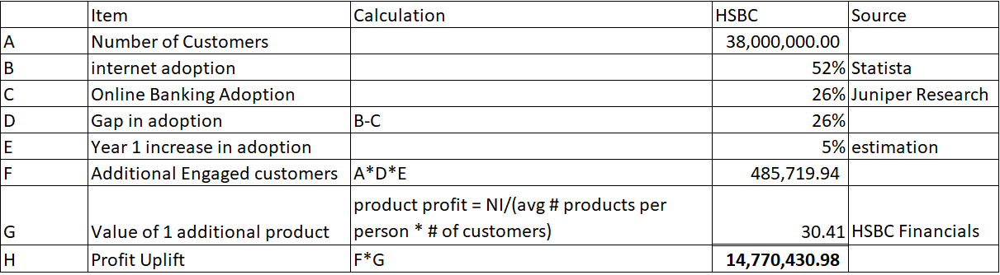 Item Calculation HSBC Source
A Number of Customers 38,000,000.00
B internet adoption 52% Statista
C Online Banking Adoption 26% Juniper Research
D Gap in adoption B-C 26%
E Year 1 increase in adoption 5% estimation
F Additional Engaged customers A*D*E 485,719.94
product profit = NI/(avg # products per
G Value of 1 additional product person * # of customers) 30.41 HSBC Financials
H Profit Uplift F*G 14,770,430.98